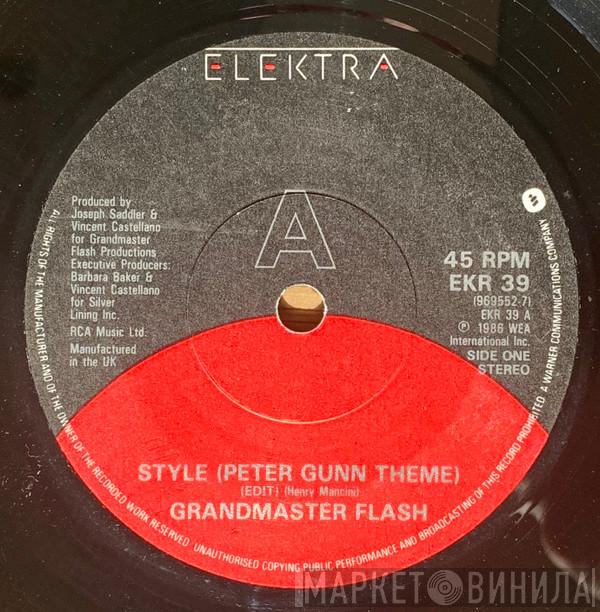 ELEKTRA
Produced by
Joseph Saddler &
Vincent Castellano
for Grandmaster
Flash Productions
Executive Producers:
Barbara Baker &
Vincent Castellano
for Silver
Lining Inc.
RCA Music Ltd.
Manufactured
in the UK
A
45 RPM
EKR 39
(969552-7)
EKR 39 A
℗ 1986 WEA
International Inc.
SIDE ONE
STEREO
STYLE (PETER GUNN THEME)
(EDIT) (Henry Mancini)
GRANDMASTER FLASH
ALL RIGHTS OF THE MANUFACTURER AND OF THE OWNER OF THE RECORDED WORK RESERVED. UNAUTHORISED COPYING PUBLIC PERFORMANCE AND BROADCASTING OF THIS RECORD PROHIBITED. A WARNER COMMUNICATIONS COMPANY
МАРКЕТ ВИНИЛА